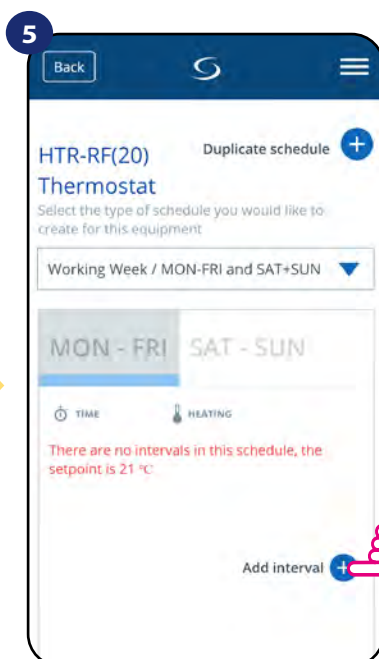 5
Back
HTR-RF(20)
Thermostat
Duplicate schedule
Select the type of schedule you would like to
create for this equipment
Working Week / MON-FRI and SAT+SUN
MON - FRI SAT - SUN
TIME HEATING
There are no intervals in this schedule, the
setpoint is 21 °C
Add interval